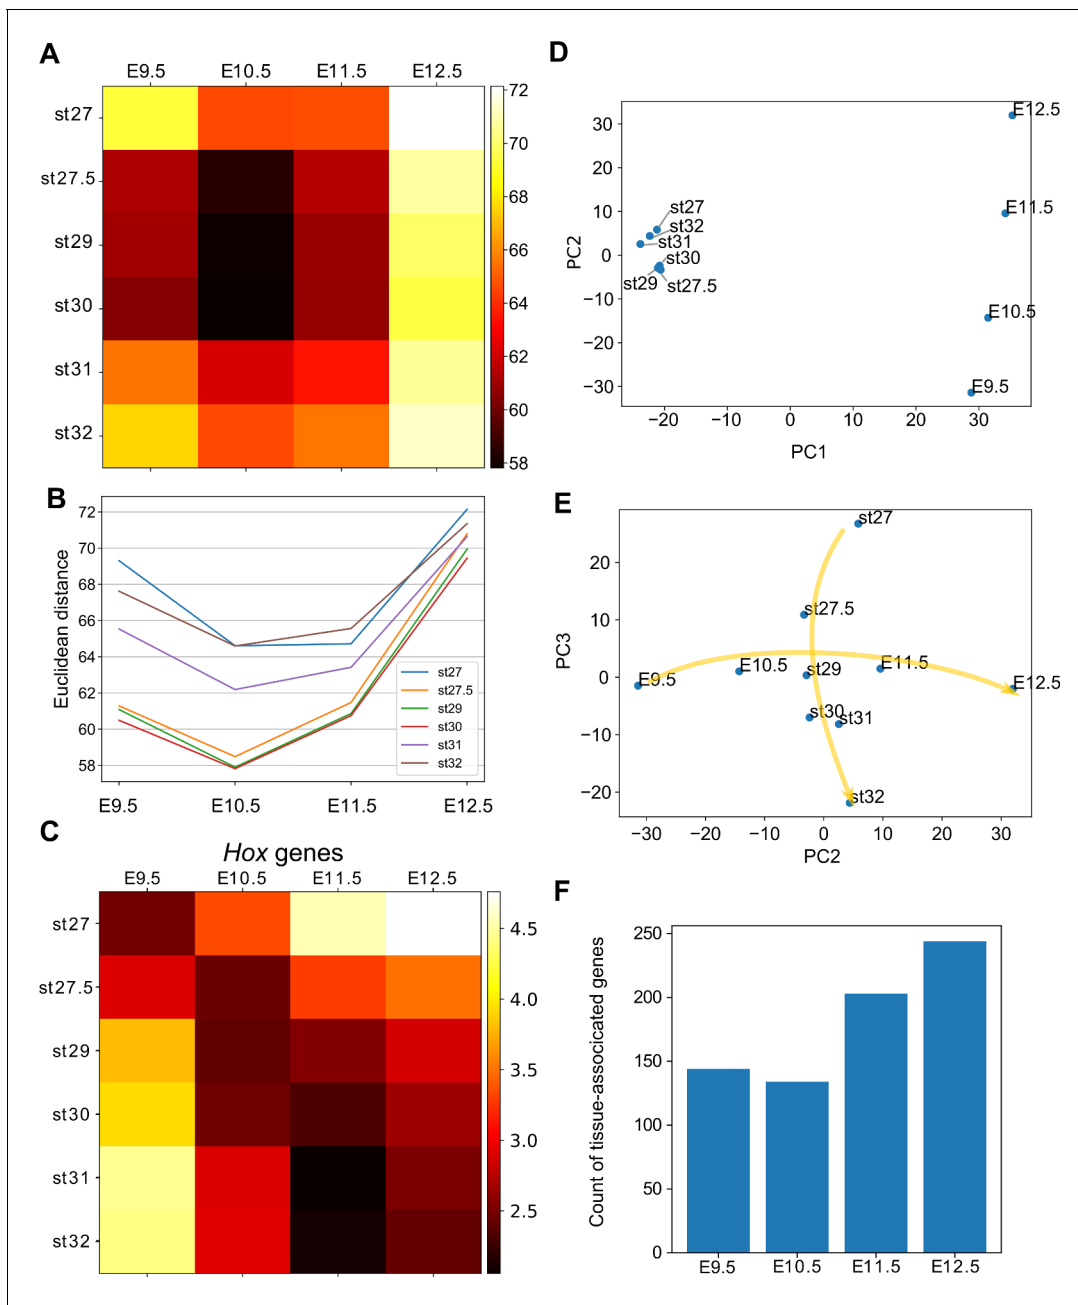 A
E9.5 E10.5 E11.5 E12.5
st27
st27.5
st29
st30
st31
st32
72
70
68
66
64
62
60
58
B
Euclidean distance
72
70
68
66
64
62
60
58
st27
st27.5
st29
st30
st31
st32
E9.5 E10.5 E11.5 E12.5
C
Hox genes
E9.5 E10.5 E11.5 E12.5
st27
st27.5
st29
st30
st31
st32
4.5
4.0
3.5
3.0
2.5
D
PC2
30
20
10
0
−10
−20
−30
E12.5
E11.5
E10.5
E9.5
st27
st32
st31
st30
st29
st27.5
−20 −10 0 10 20 30
PC1
E
PC3
20
10
0
−10
−20
st27
st27.5
E9.5
E10.5
st29
E11.5
E12.5
st30
st31
st32
−30 −20 −10 0 10 20 30
PC2
F
Count of tissue-associcated genes
250
200
150
100
50
0
E9.5 E10.5 E11.5 E12.5